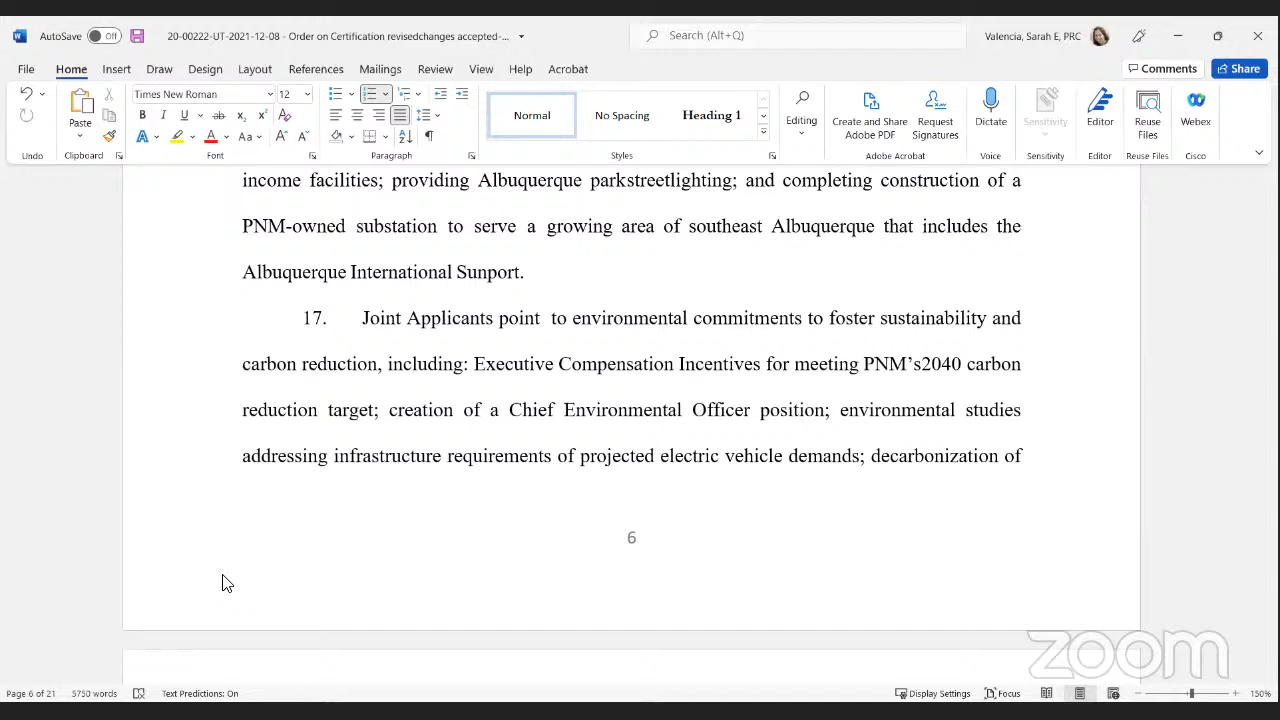 AutoSave Off 20-00222-UT-2021-12-08 - Order on Certification revisedchanges accepted-... Search (Alt+Q) Valencia, Sarah E, PRC
File Home Insert Draw Design Layout References Mailings Review View Help Acrobat Comments Share
Times New Roman 12
Paste
Normal No Spacing Heading 1
Editing
Create and Share Adobe PDF
Request Signatures
Dictate
Sensitivity
Editor
Reuse Files
Webex
Undo Clipboard Font Paragraph Styles Adobe Acrobat Voice Sensitivity Editor Reuse Files Cisco
income facilities; providing Albuquerque parkstreetlighting; and completing construction of a
PNM-owned substation to serve a growing area of southeast Albuquerque that includes the
Albuquerque International Sunport.
17. Joint Applicants point to environmental commitments to foster sustainability and
carbon reduction, including: Executive Compensation Incentives for meeting PNM’s2040 carbon
reduction target; creation of a Chief Environmental Officer position; environmental studies
addressing infrastructure requirements of projected electric vehicle demands; decarbonization of
6
zoom
Page 6 of 21 5750 words Text Predictions: On Display Settings Focus 150%